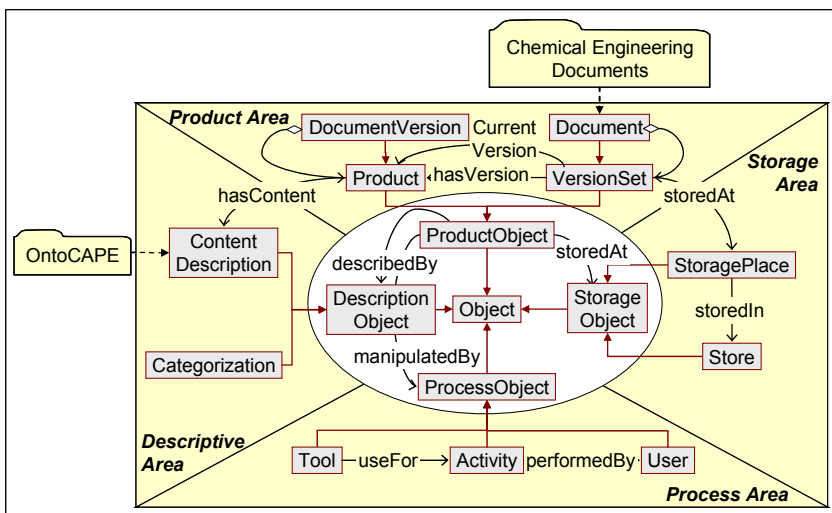 Chemical Engineering
Documents
Product Area
DocumentVersion
Current
Version
Document
Storage
Area
Product
hasVersion
VersionSet
hasContent
storedAt
OntoCAPE
Content
Description
ProductObject
describedBy
storedAt
StoragePlace
Description
Object
Object
Storage
Object
storedIn
Categorization
manipulatedBy
Store
ProcessObject
Descriptive
Area
Tool
useFor
Activity
performedBy
User
Process Area